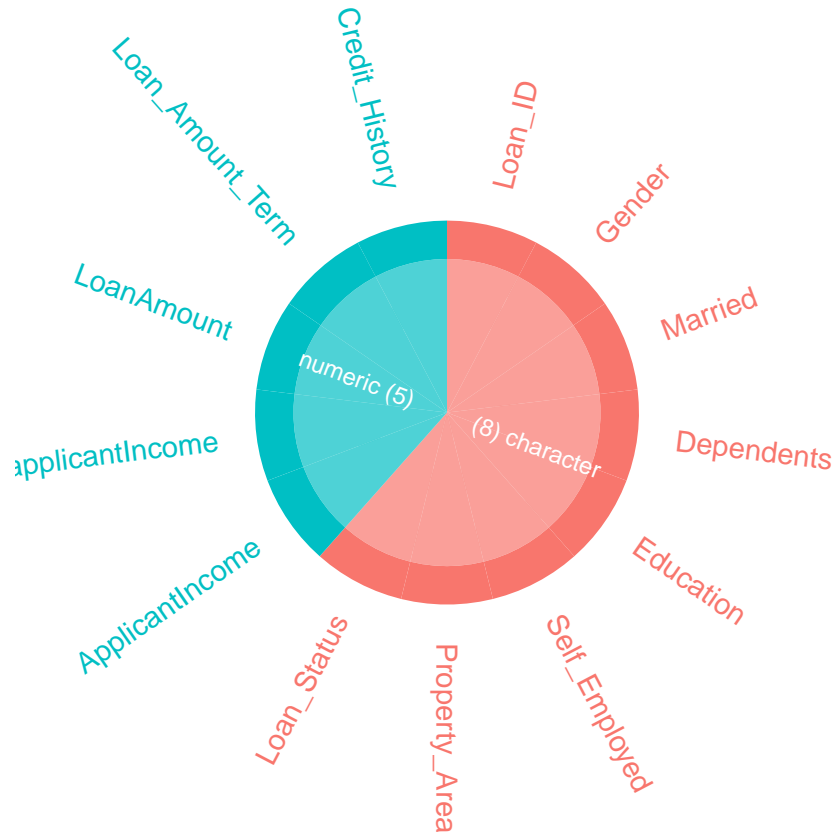 Credit_History
Loan_ID
Loan_Amount_Term
Gender
LoanAmount
Married
numeric (5)
(8) character
applicantIncome
Dependents
ApplicantIncome
Education
Loan_Status
Property_Area
Self_Employed